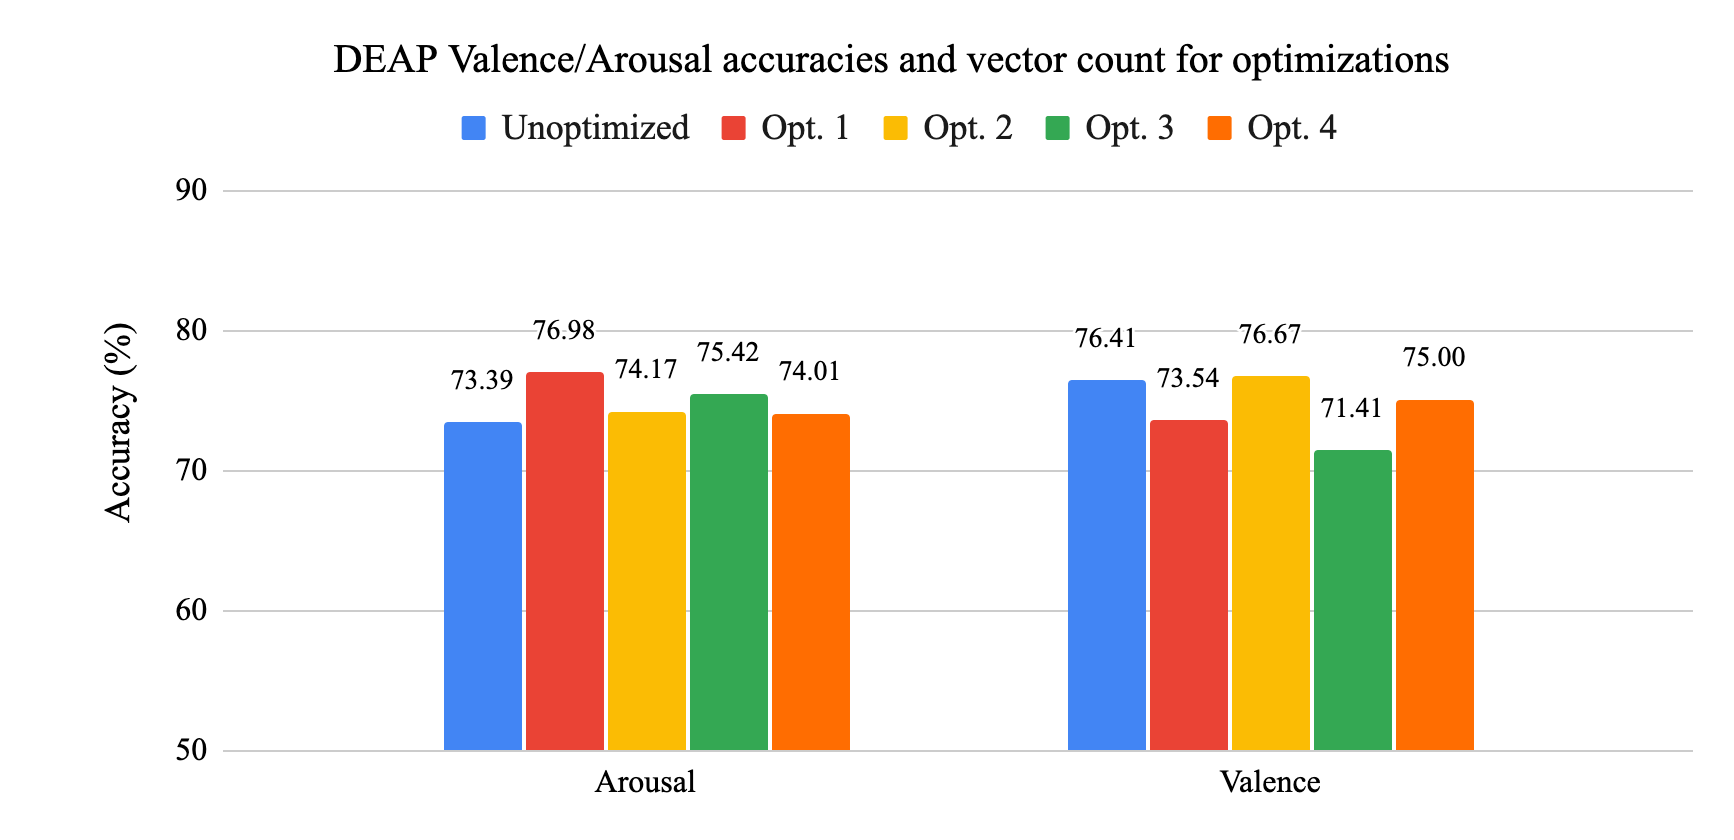 DEAP Valence/Arousal accuracies and vector count for optimizations
Unoptimized Opt. 1 Opt. 2 Opt. 3 Opt. 4
Accuracy (%)
90
80
70
60
50
73.39 76.98 74.17 75.42 74.01
76.41 73.54 76.67 71.41 75.00
Arousal Valence